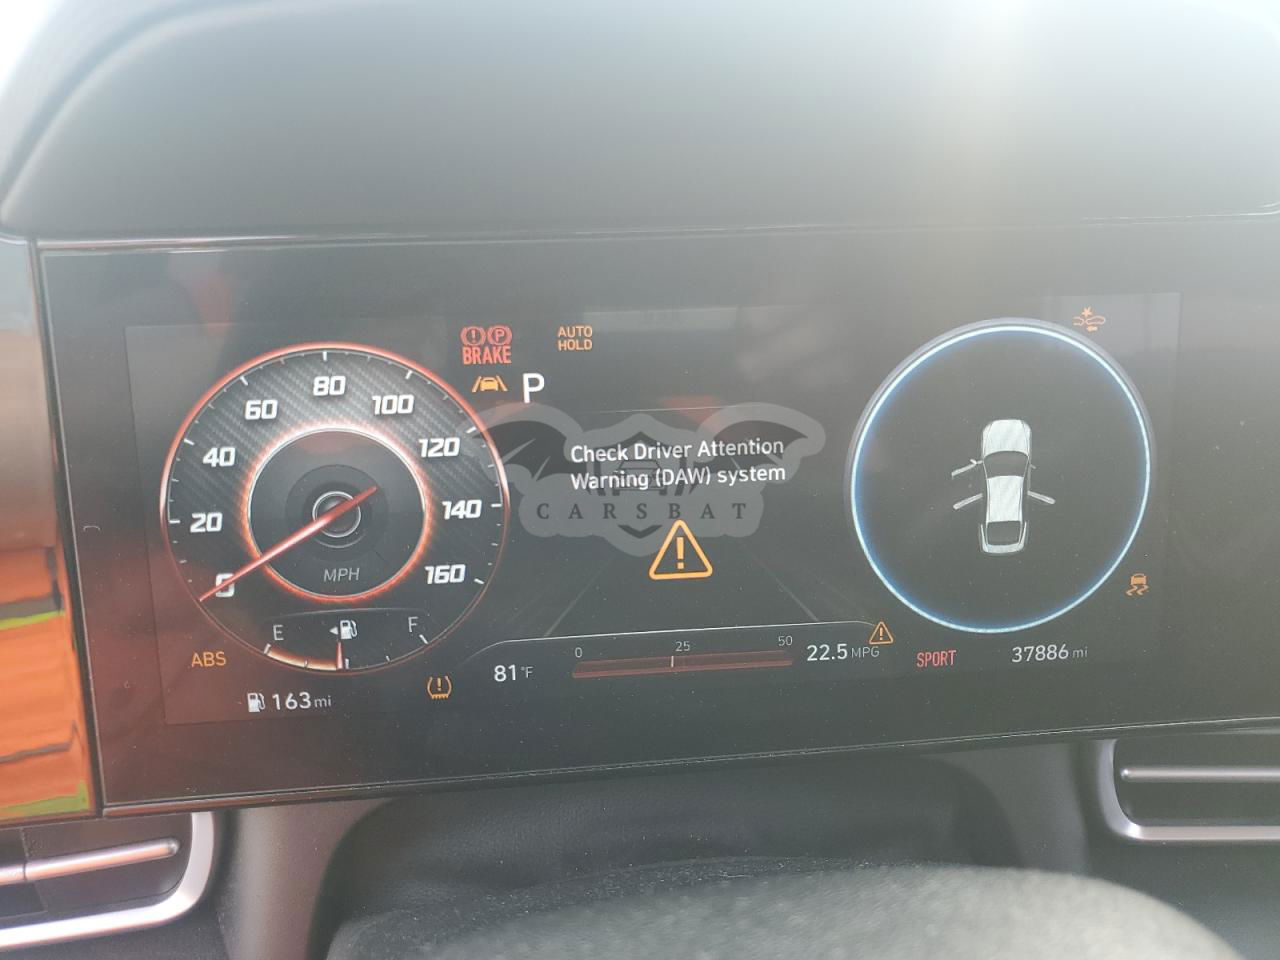 BRAKE
AUTO
HOLD
P
0
20
40
60
80
100
120
140
160
MPH
E
F
ABS
163 mi
Check Driver Attention
Warning (DAW) system
CARSBAT
0
25
50
81°F
22.5 MPG
SPORT
37886 mi